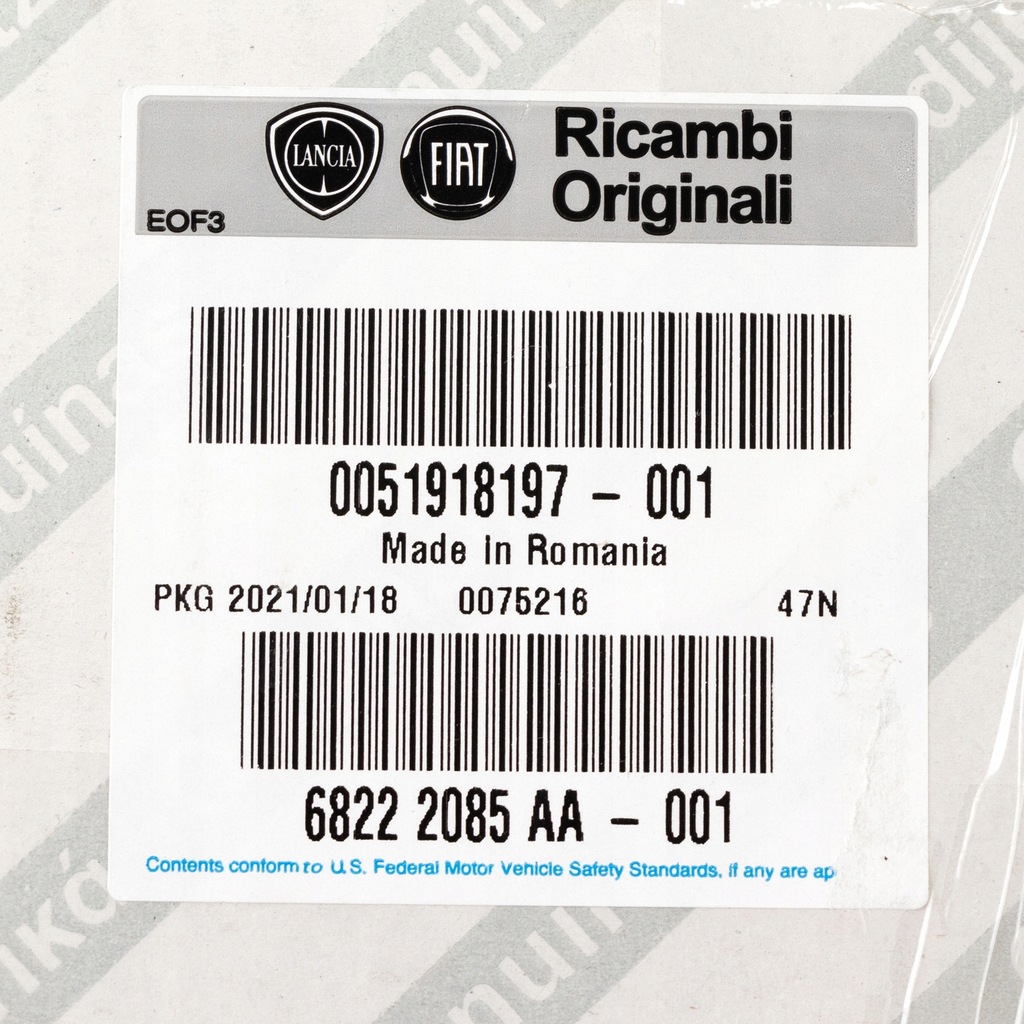 LANCIA
FIAT
Ricambi
Originali
EOF3
0051918197 - 001
Made in Romania
PKG 2021/01/18 0075216 47N
6822 2085 AA - 001
Contents conform to U.S. Federal Motor Vehicle Safety Standards, if any are ap